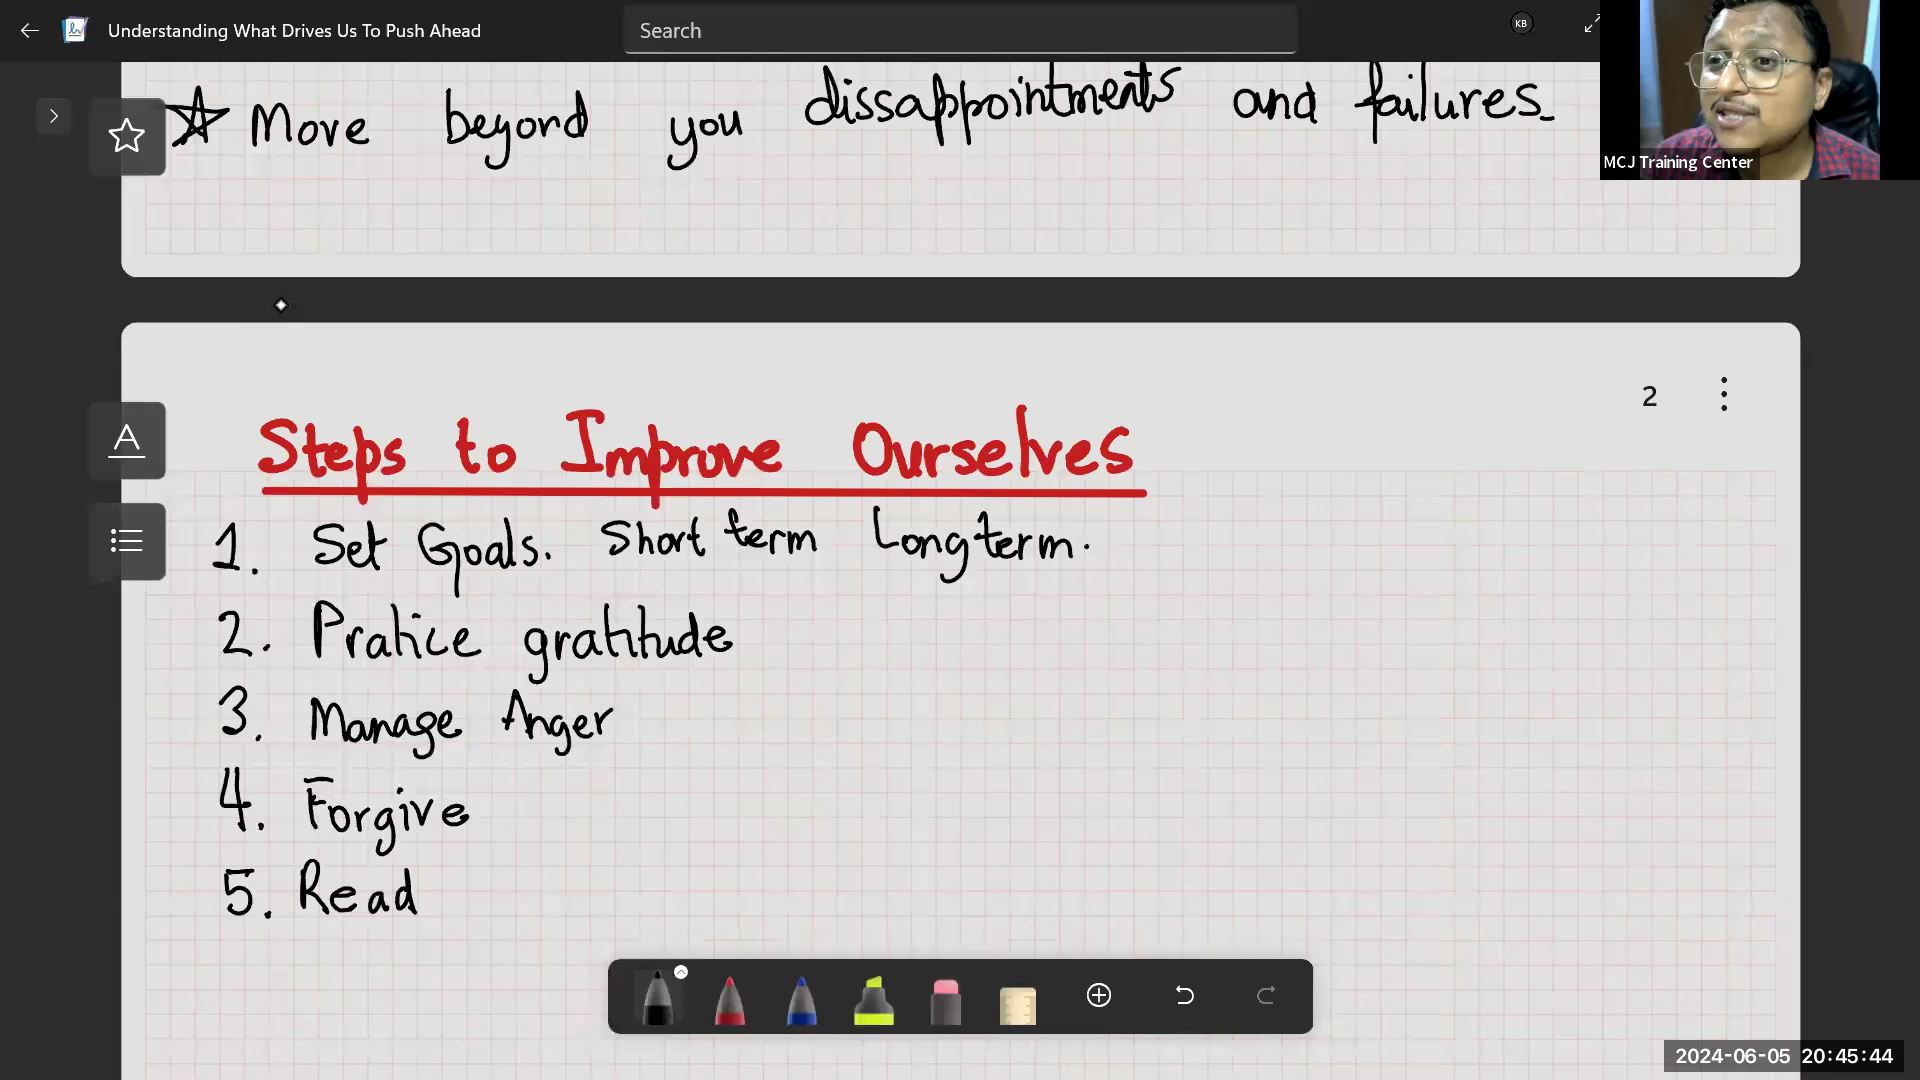 Understanding What Drives Us To Push Ahead
Search
KB
Move beyond you dissappointments and failures.
MCJ Training Center
2
Steps to Improve Ourselves
1. Set Goals. Short term Long term.
2. Pratice gratitude
3. Manage Anger
4. Forgive
5. Read
2024-06-05 20:45:44